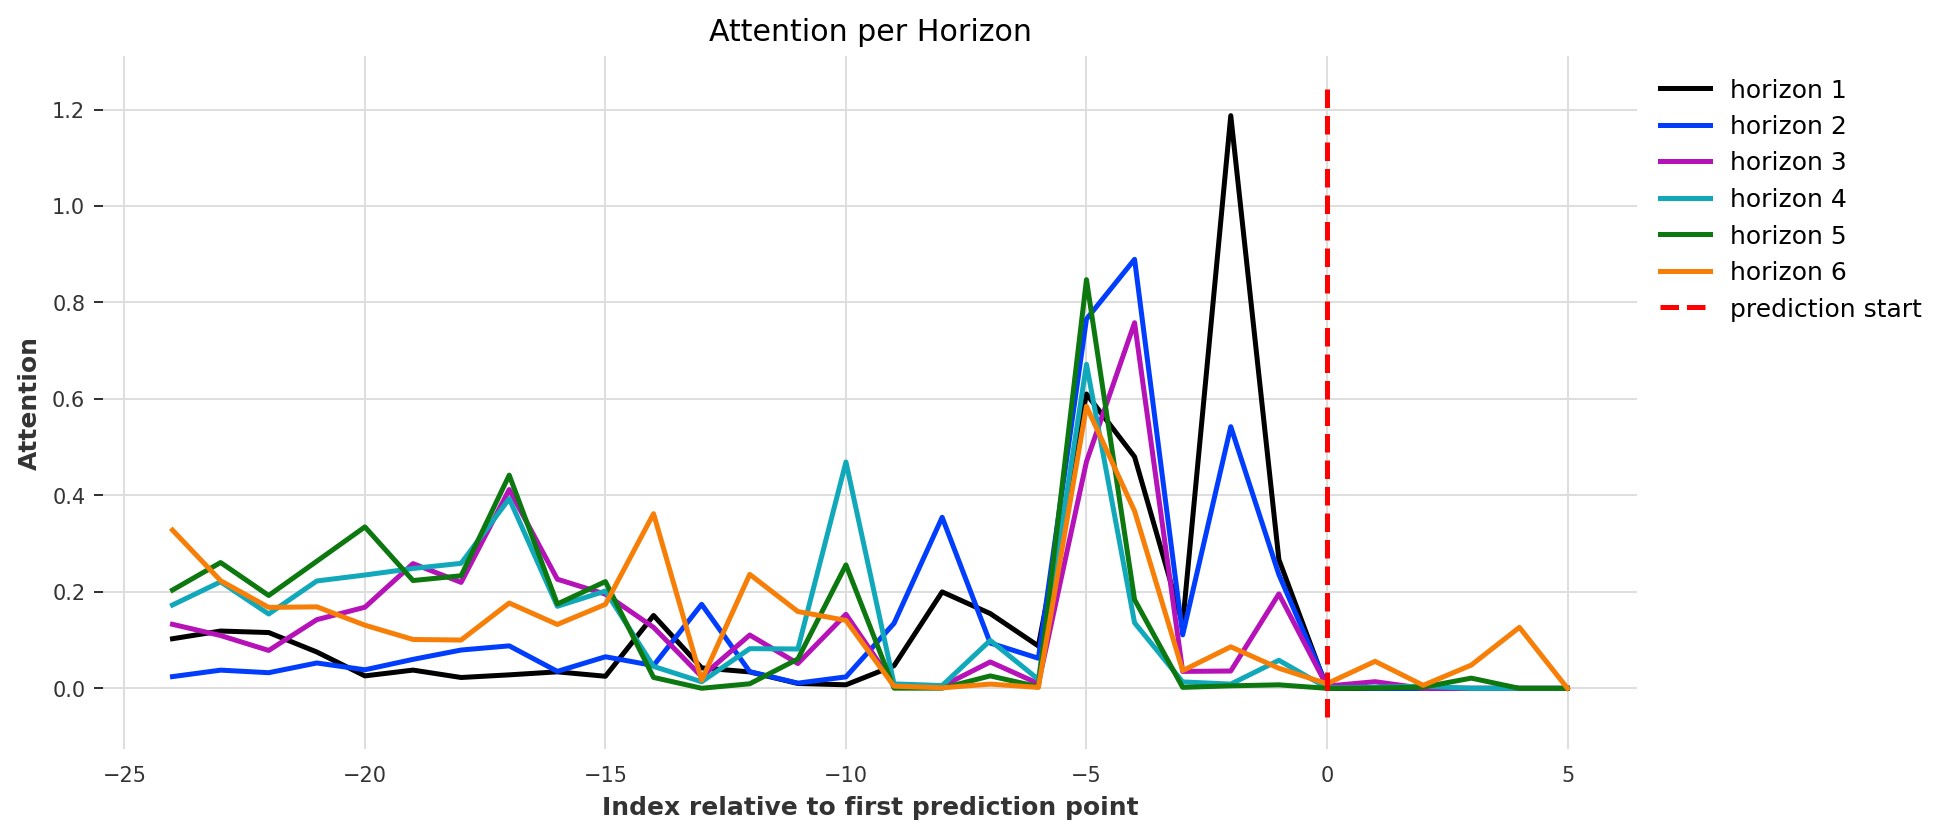 Attention per Horizon
1.2
1.0
0.8
0.6
0.4
0.2
0.0
Attention
−25
−20
−15
−10
−5
0
5
Index relative to first prediction point
horizon 1
horizon 2
horizon 3
horizon 4
horizon 5
horizon 6
prediction start